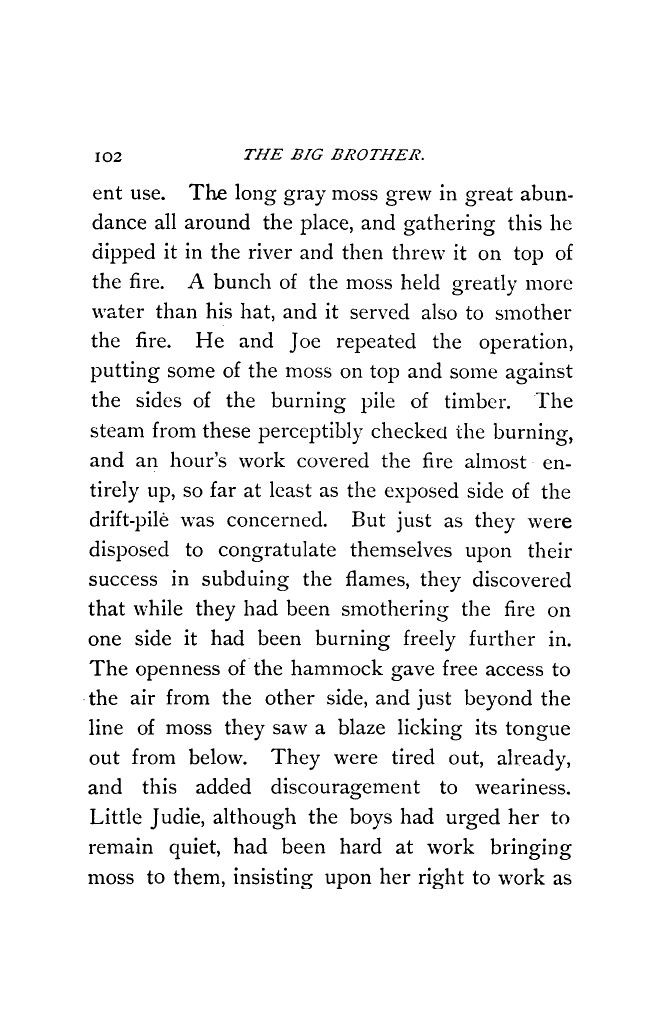 102 THE BIG BROTHER.
ent use. The long gray moss grew in great abun-
dance all around the place, and gathering this he
dipped it in the river and then threw it on top of
the fire. A bunch of the moss held greatly more
water than his hat, and it served also to smother
the fire. He and Joe repeated the operation,
putting some of the moss on top and some against
the sides of the burning pile of timber. The
steam from these perceptibly checked the burning,
and an hour's work covered the fire almost en-
tirely up, so far at least as the exposed side of the
drift-pile was concerned. But just as they were
disposed to congratulate themselves upon their
success in subduing the flames, they discovered
that while they had been smothering the fire on
one side it had been burning freely further in.
The openness of the hammock gave free access to
the air from the other side, and just beyond the
line of moss they saw a blaze licking its tongue
out from below. They were tired out, already,
and this added discouragement to weariness.
Little Judie, although the boys had urged her to
remain quiet, had been hard at work bringing
moss to them, insisting upon her right to work as